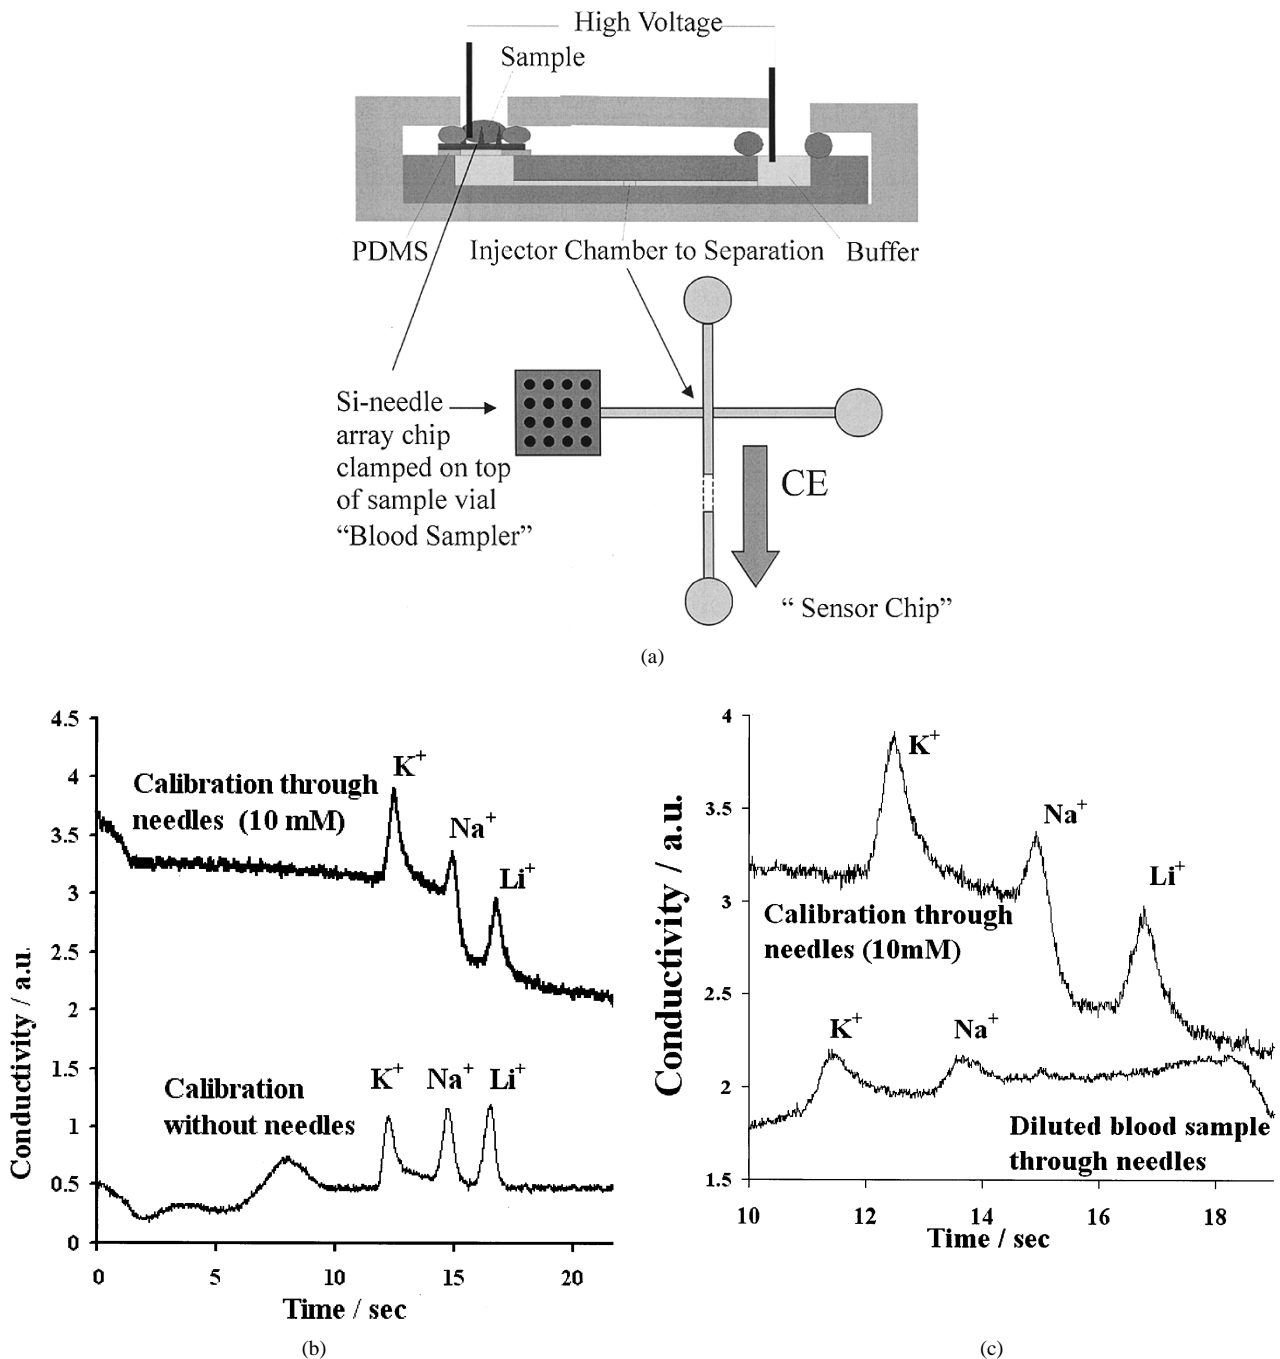 High Voltage
Sample
PDMS
Injector Chamber to Separation
Buffer
Si-needle
array chip
clamped on top
of sample vial
“Blood Sampler”
CE
“ Sensor Chip”
(a)
4.5
4
3.5
3
2.5
2
1.5
1
0.5
0
Conductivity / a.u.
Calibration through
needles (10 mM)
K+
Na+
Li+
Calibration
without needles
K+
Na+
Li+
0 5 10 15 20
Time / sec
(b)
4
3.5
3
2.5
2
1.5
Conductivity / a.u.
K+
Na+
Li+
Calibration through
needles (10mM)
K+
Na+
Diluted blood sample
through needles
10 12 14 16 18
Time / sec
(c)